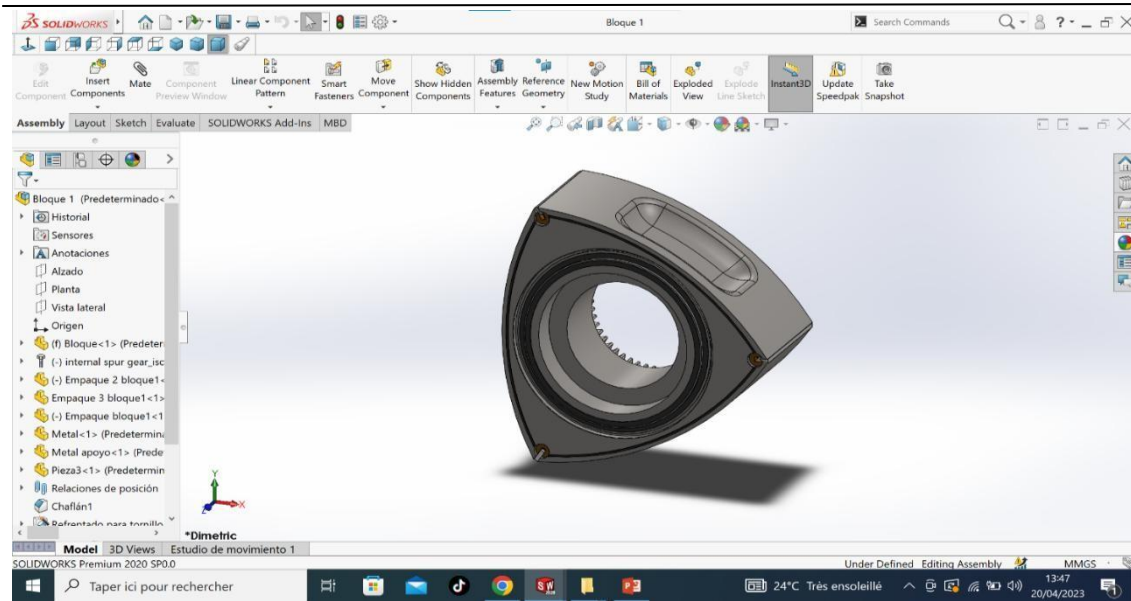 SOLIDWORKS
Bloque 1
Search Commands
Edit Component
Insert Components
Mate
Component Preview Window
Linear Component Pattern
Smart Fasteners
Move Component
Show Hidden Components
Assembly Features
Reference Geometry
New Motion Study
Bill of Materials
Exploded View
Explode Line Sketch
Instant3D
Update Speedpak
Take Snapshot
Assembly Layout Sketch Evaluate SOLIDWORKS Add-Ins MBD
Bloque 1 (Predeterminado<
Historial
Sensores
Anotaciones
Alzado
Planta
Vista lateral
Origen
(f) Bloque<1> (Predeter
(-) internal spur gear_isc
(-) Empaque 2 bloque1<
Empaque 3 bloque1<1>
(-) Empaque bloque1<1
Metal<1> (Predetermina
Metal apoyo<1> (Prede
Pieza3<1> (Predetermin
Relaciones de posición
Chaflán1
Refrentado para tornillo
Y
X
Z
*Dimetric
Model 3D Views Estudio de movimiento 1
SOLIDWORKS Premium 2020 SP0.0
Under Defined Editing Assembly MMGS
Taper ici pour rechercher
24°C Très ensoleillé
13:47
20/04/2023